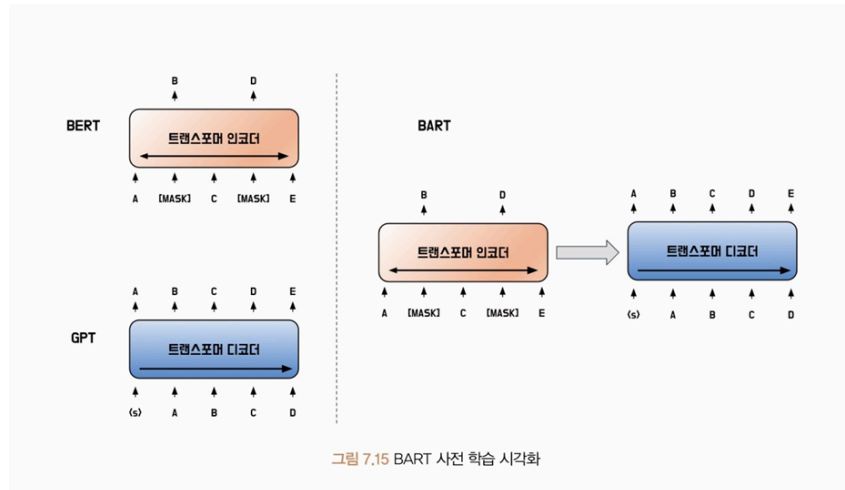 B D
BERT
트랜스포머 인코더
A [MASK] C [MASK] E
A B C D E
GPT
트랜스포머 디코더
⟨s⟩ A B C D
BART
B D
트랜스포머 인코더
A [MASK] C [MASK] E
A B C D E
트랜스포머 디코더
⟨s⟩ A B C D
그림 7.15 BART 사전 학습 시각화